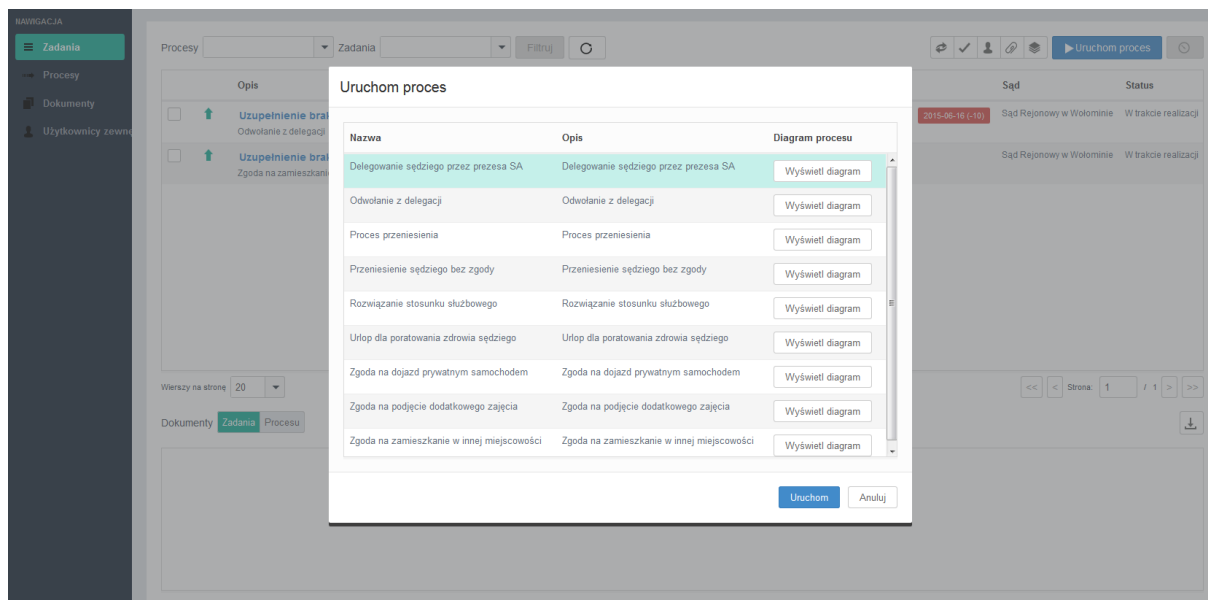 NAWIGACJA
Zadania
Procesy
Dokumenty
Użytkownicy zewnę
Procesy Zadania Filtruj Uruchom proces
Opis Sąd Status
Uzupełnienie brak 2015-06-16 (-10) Sąd Rejonowy w Wołominie W trakcie realizacji
Odwołanie z delegacji
Uzupełnienie brak Sąd Rejonowy w Wołominie W trakcie realizacji
Zgoda na zamieszkani
Uruchom proces
Nazwa Opis Diagram procesu
Delegowanie sędziego przez prezesa SA Delegowanie sędziego przez prezesa SA Wyświetl diagram
Odwołanie z delegacji Odwołanie z delegacji Wyświetl diagram
Proces przeniesienia Proces przeniesienia Wyświetl diagram
Przeniesienie sędziego bez zgody Przeniesienie sędziego bez zgody Wyświetl diagram
Rozwiązanie stosunku służbowego Rozwiązanie stosunku służbowego Wyświetl diagram
Urlop dla poratowania zdrowia sędziego Urlop dla poratowania zdrowia sędziego Wyświetl diagram
Zgoda na dojazd prywatnym samochodem Zgoda na dojazd prywatnym samochodem Wyświetl diagram
Zgoda na podjęcie dodatkowego zajęcia Zgoda na podjęcie dodatkowego zajęcia Wyświetl diagram
Zgoda na zamieszkanie w innej miejscowości Zgoda na zamieszkanie w innej miejscowości Wyświetl diagram
Uruchom Anuluj
Wierszy na stronę 20 << < Strona: 1 / 1 > >>
Dokumenty Zadania Procesu